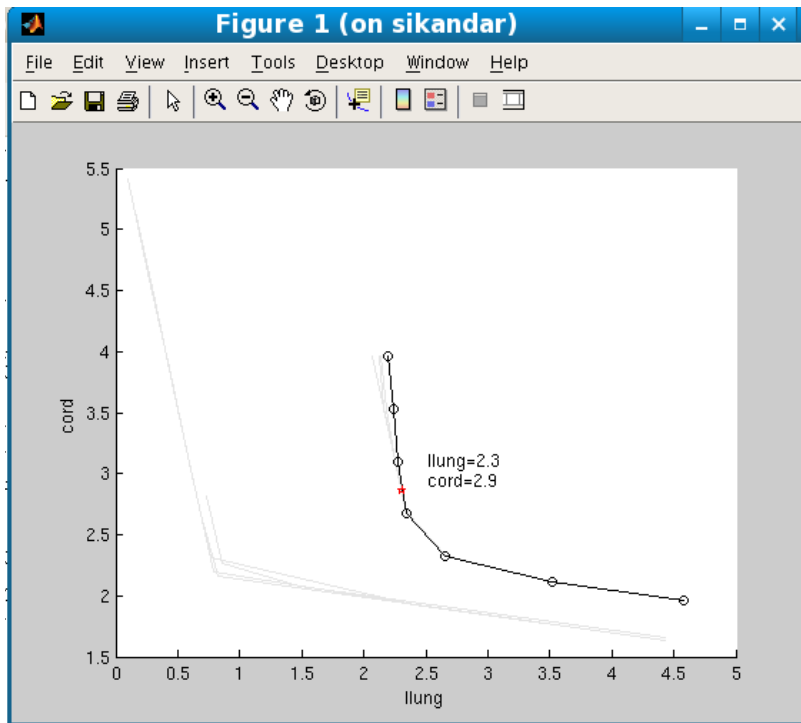 Figure 1 (on sikandar)
File Edit View Insert Tools Desktop Window Help
5.5
5
4.5
4
3.5
3
2.5
2
1.5
cord
llung=2.3
cord=2.9
0 0.5 1 1.5 2 2.5 3 3.5 4 4.5 5
llung